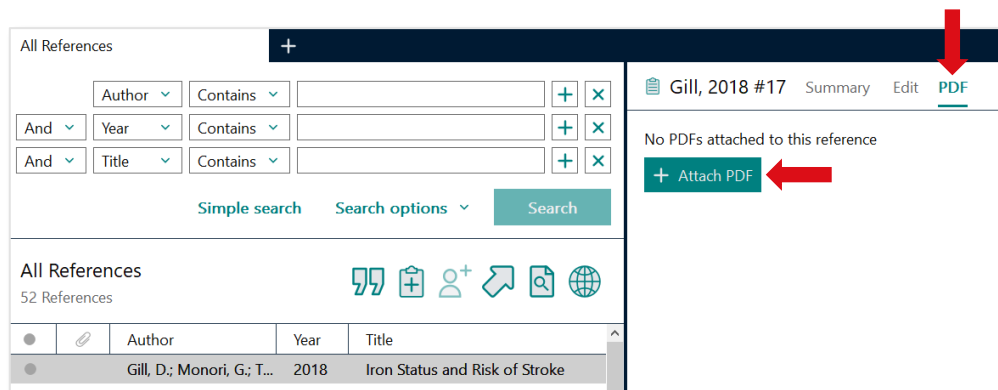 All References
Author Contains
And Year Contains
And Title Contains
Simple search Search options Search
All References
52 References
Author Year Title
Gill, D.; Monori, G.; T... 2018 Iron Status and Risk of Stroke
Gill, 2018 #17 Summary Edit PDF
No PDFs attached to this reference
+ Attach PDF